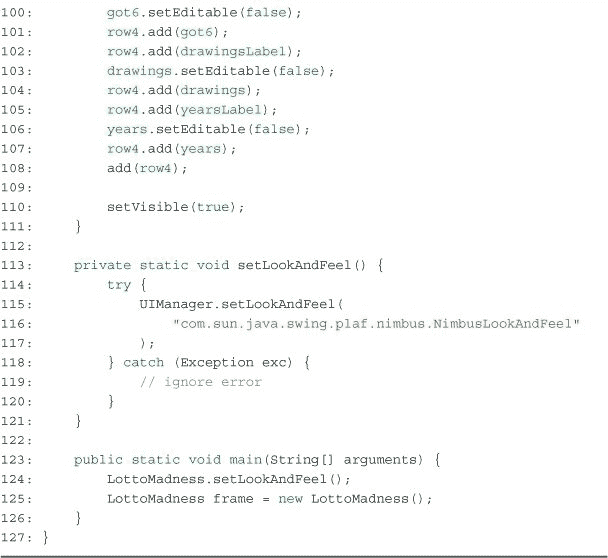 100:         got6.setEditable(false);
101:         row4.add(got6);
102:         row4.add(drawingsLabel);
103:         drawings.setEditable(false);
104:         row4.add(drawings);
105:         row4.add(yearsLabel);
106:         years.setEditable(false);
107:         row4.add(years);
108:         add(row4);
109:
110:         setVisible(true);
111:     }
112:
113:     private static void setLookAndFeel() {
114:         try {
115:             UIManager.setLookAndFeel(
116:                 "com.sun.java.swing.plaf.nimbus.NimbusLookAndFeel"
117:             );
118:         } catch (Exception exc) {
119:             // ignore error
120:         }
121:     }
122:
123:     public static void main(String[] arguments) {
124:         LottoMadness.setLookAndFeel();
125:         LottoMadness frame = new LottoMadness();
126:     }
127: }